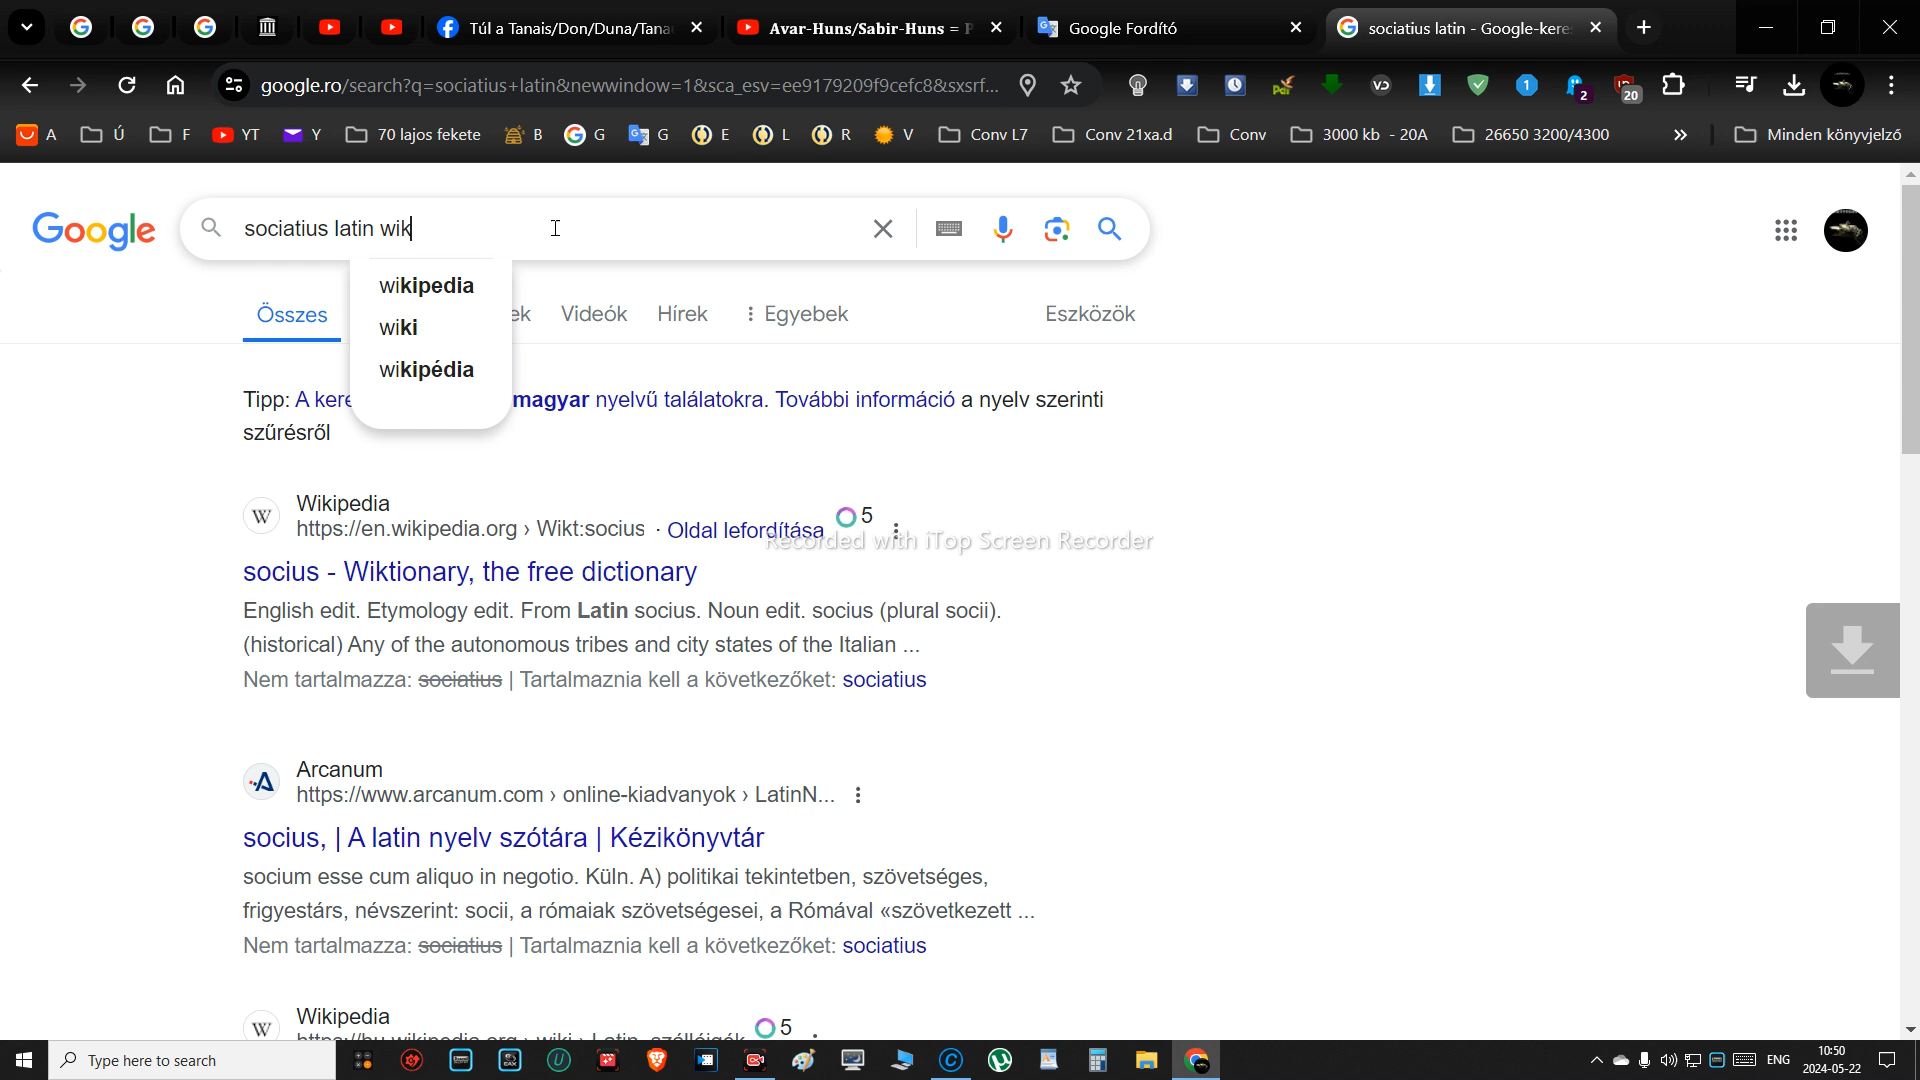 Túl a Tanais/Don/Duna/Tana
Avar-Huns/Sabir-Huns =
Google Fordító
sociatius latin - Google-kere
google.ro/search?q=sociatius+latin&newwindow=1&sca_esv=ee9179209f9cefc8&sxsrf...
2
20
A
Ú
F
YT
Y
70 lajos fekete
B
G
G
E
L
R
V
Conv L7
Conv 21xa.d
Conv
3000 kb - 20A
26650 3200/4300
»
Minden könyvjelző
Google
sociatius latin wik
wikipedia
wiki
wikipédia
Összes
ek
Videók
Hírek
Egyebek
Eszközök
Tipp: A kere magyar nyelvű találatokra. További információ a nyelv szerinti
szűrésről
Wikipedia
https://en.wikipedia.org › Wikt:socius · Oldal lefordítása
5
Recorded with iTop Screen Recorder
socius - Wiktionary, the free dictionary
English edit. Etymology edit. From Latin socius. Noun edit. socius (plural socii).
(historical) Any of the autonomous tribes and city states of the Italian ...
Nem tartalmazza: sociatius | Tartalmaznia kell a következőket: sociatius
Arcanum
https://www.arcanum.com › online-kiadvanyok › LatinN...
socius, | A latin nyelv szótára | Kézikönyvtár
socium esse cum aliquo in negotio. Küln. A) politikai tekintetben, szövetséges,
frigyestárs, névszerint: socii, a rómaiak szövetségesei, a Rómával «szövetkezett ...
Nem tartalmazza: sociatius | Tartalmaznia kell a következőket: sociatius
Wikipedia
5
Type here to search
ENG
10:50
2024-05-22